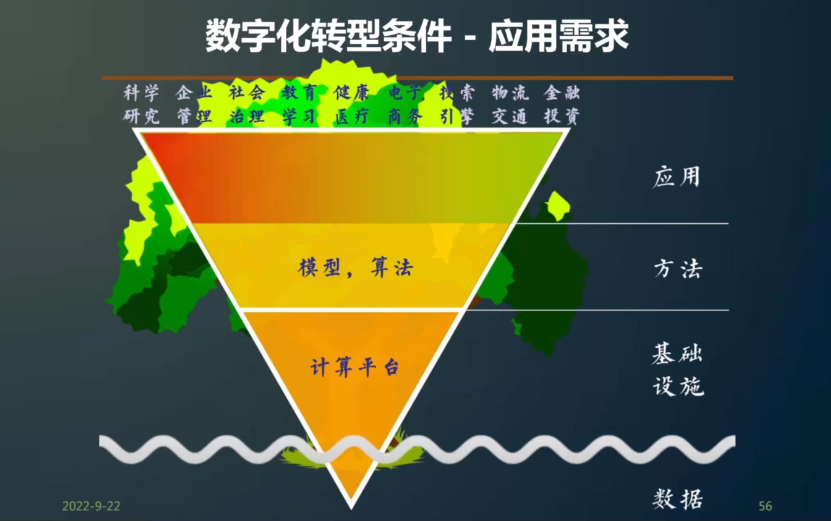 数字化转型条件 - 应用需求
科学 企业 社会 教育 健康 电子 搜索 物流 金融
研究 管理 治理 学习 医疗 商务 引擎 交通 投资
应用
模型，算法
方法
计算平台
基础
设施
数据
2022-9-22
56